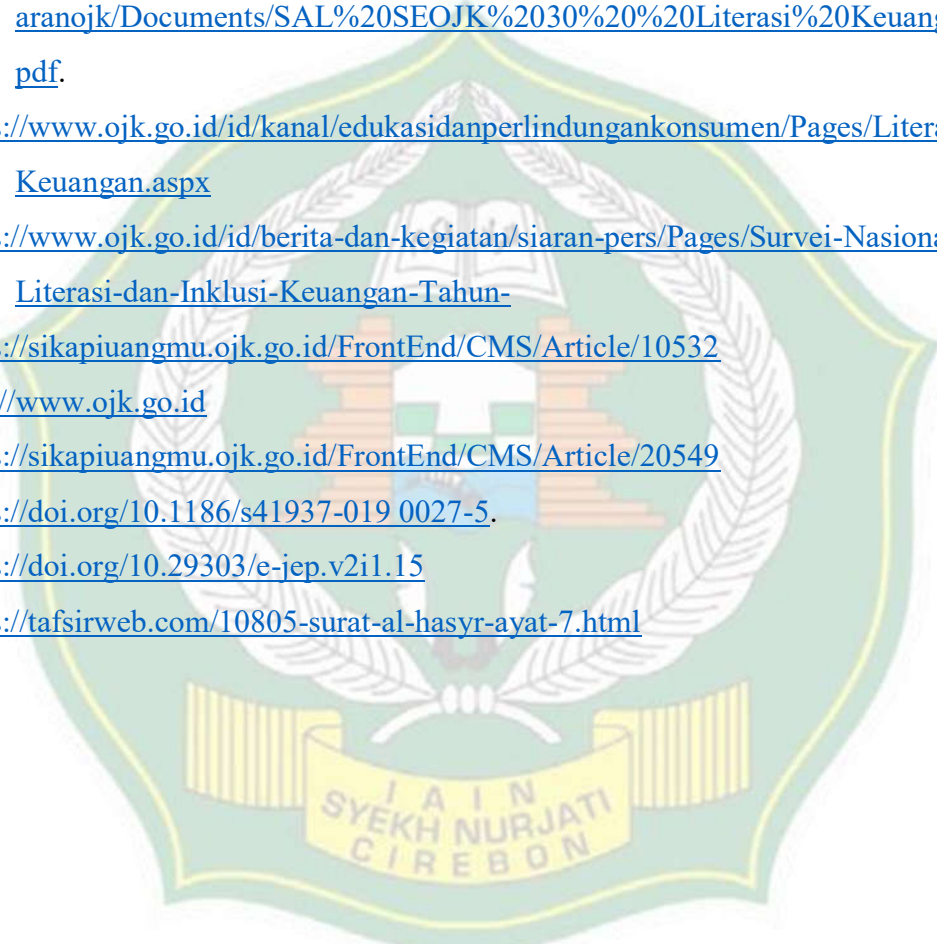 aranojk/Documents/SAL%20SEOJK%2030%20%20Literasi%20Keuang
pdf.
://www.ojk.go.id/id/kanal/edukasidanperlindungankonsumen/Pages/Litera
Keuangan.aspx
://www.ojk.go.id/id/berita-dan-kegiatan/siaran-pers/Pages/Survei-Nasiona
Literasi-dan-Inklusi-Keuangan-Tahun-
://sikapiuangmu.ojk.go.id/FrontEnd/CMS/Article/10532
//www.ojk.go.id
://sikapiuangmu.ojk.go.id/FrontEnd/CMS/Article/20549
://doi.org/10.1186/s41937-019 0027-5.
://doi.org/10.29303/e-jep.v2i1.15
://tafsirweb.com/10805-surat-al-hasyr-ayat-7.html
IAIN
SYEKH NURJATI
CIREBON